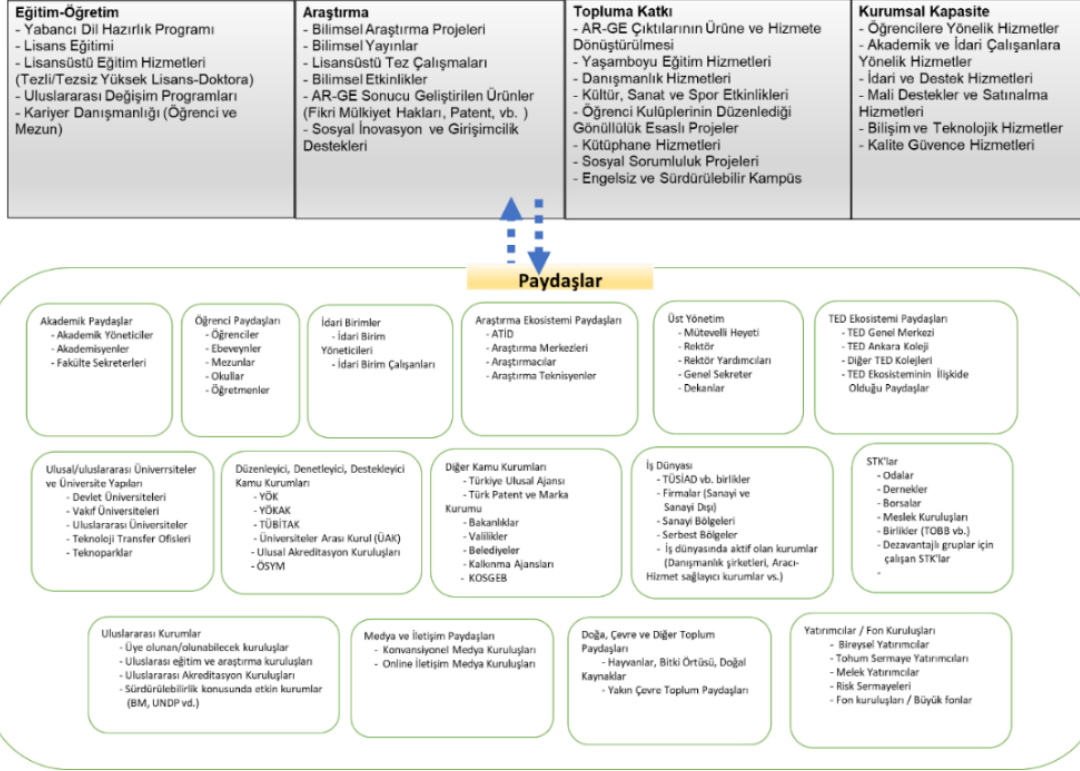 Eğitim-Öğretim
- Yabancı Dil Hazırlık Programı
- Lisans Eğitimi
- Lisansüstü Eğitim Hizmetleri
(Tezli/Tezsiz Yüksek Lisans-Doktora)
- Uluslararası Değişim Programları
- Kariyer Danışmanlığı (Öğrenci ve
Mezun)
Araştırma
- Bilimsel Araştırma Projeleri
- Bilimsel Yayınlar
- Lisansüstü Tez Çalışmaları
- Bilimsel Etkinlikler
- AR-GE Sonucu Geliştirilen Ürünler
(Fikri Mülkiyet Hakları, Patent, vb. )
- Sosyal İnovasyon ve Girişimcilik
Destekleri
Topluma Katkı
- AR-GE Çıktılarının Ürüne ve Hizmete
Dönüştürülmesi
- Yaşamboyu Eğitim Hizmetleri
- Danışmanlık Hizmetleri
- Kültür, Sanat ve Spor Etkinlikleri
- Öğrenci Kulüplerinin Düzenlediği
Gönüllülük Esaslı Projeler
- Kütüphane Hizmetleri
- Sosyal Sorumluluk Projeleri
- Engelsiz ve Sürdürülebilir Kampüs
Kurumsal Kapasite
- Öğrencilere Yönelik Hizmetler
- Akademik ve İdari Çalışanlara
Yönelik Hizmetler
- İdari ve Destek Hizmetleri
- Mali Destekler ve Satınalma
Hizmetleri
- Bilişim ve Teknolojik Hizmetler
- Kalite Güvence Hizmetleri
Paydaşlar
Akademik Paydaşlar
- Akademik Yöneticiler
- Akademisyenler
- Fakülte Sekreterleri
Öğrenci Paydaşları
- Öğrenciler
- Ebeveynler
- Mezunlar
- Okullar
- Öğretmenler
İdari Birimler
- İdari Birim
Yöneticileri
- İdari Birim Çalışanları
Araştırma Ekosistemi Paydaşları
- ATİD
- Araştırma Merkezleri
- Araştırmacılar
- Araştırma Teknisyenler
Üst Yönetim
- Mütevelli Heyeti
- Rektör
- Rektör Yardımcıları
- Genel Sekreter
- Dekanlar
TED Ekosistemi Paydaşları
- TED Genel Merkezi
- TED Ankara Koleji
- Diğer TED Kolejleri
- TED Ekosisteminin İlişkide
Olduğu Paydaşlar
Ulusal/uluslararası Üniverrsiteler
ve Üniversite Yapıları
- Devlet Üniversiteleri
- Vakıf Üniversiteleri
- Uluslararası Üniversiteler
- Teknoloji Transfer Ofisleri
- Teknoparklar
Düzenleyici, Denetleyici, Destekleyici
Kamu Kurumları
- YÖK
- YÖKAK
- TÜBİTAK
- Üniversiteler Arası Kurul (ÜAK)
- Ulusal Akreditasyon Kuruluşları
- ÖSYM
Diğer Kamu Kurumları
- Türkiye Ulusal Ajansı
- Türk Patent ve Marka
Kurumu
- Bakanlıklar
- Valilikler
- Belediyeler
- Kalkınma Ajansları
- KOSGEB
İş Dünyası
- TÜSİAD vb. birlikler
- Firmalar (Sanayi ve
Sanayi Dışı)
- Sanayi Bölgeleri
- Serbest Bölgeler
- İş dünyasında aktif olan kurumlar
(Danışmanlık şirketleri, Aracı-
Hizmet sağlayıcı kurumlar vs.)
STK'lar
- Odalar
- Dernekler
- Borsalar
- Meslek Kuruluşları
- Birlikler (TOBB vb.)
- Dezavantajlı gruplar için
çalışan STK'lar
-
Uluslararası Kurumlar
- Üye olunan/olunabilecek kuruluşlar
- Uluslarası eğitim ve araştırma kuruluşları
- Uluslararası Akreditasyon Kuruluşları
- Sürdürülebilirlik konusunda etkin kurumlar
(BM, UNDP vd.)
Medya ve İletişim Paydaşları
- Konvansiyonel Medya Kuruluşları
- Online İletişim Medya Kuruluşları
Doğa, Çevre ve Diğer Toplum
Paydaşları
- Hayvanlar, Bitki Örtüsü, Doğal
Kaynaklar
- Yakın Çevre Toplum Paydaşları
Yatırımcılar / Fon Kuruluşları
- Bireysel Yatırımcılar
- Tohum Sermaye Yatırımcıları
- Melek Yatırımcılar
- Risk Sermayeleri
- Fon kuruluşları / Büyük fonlar